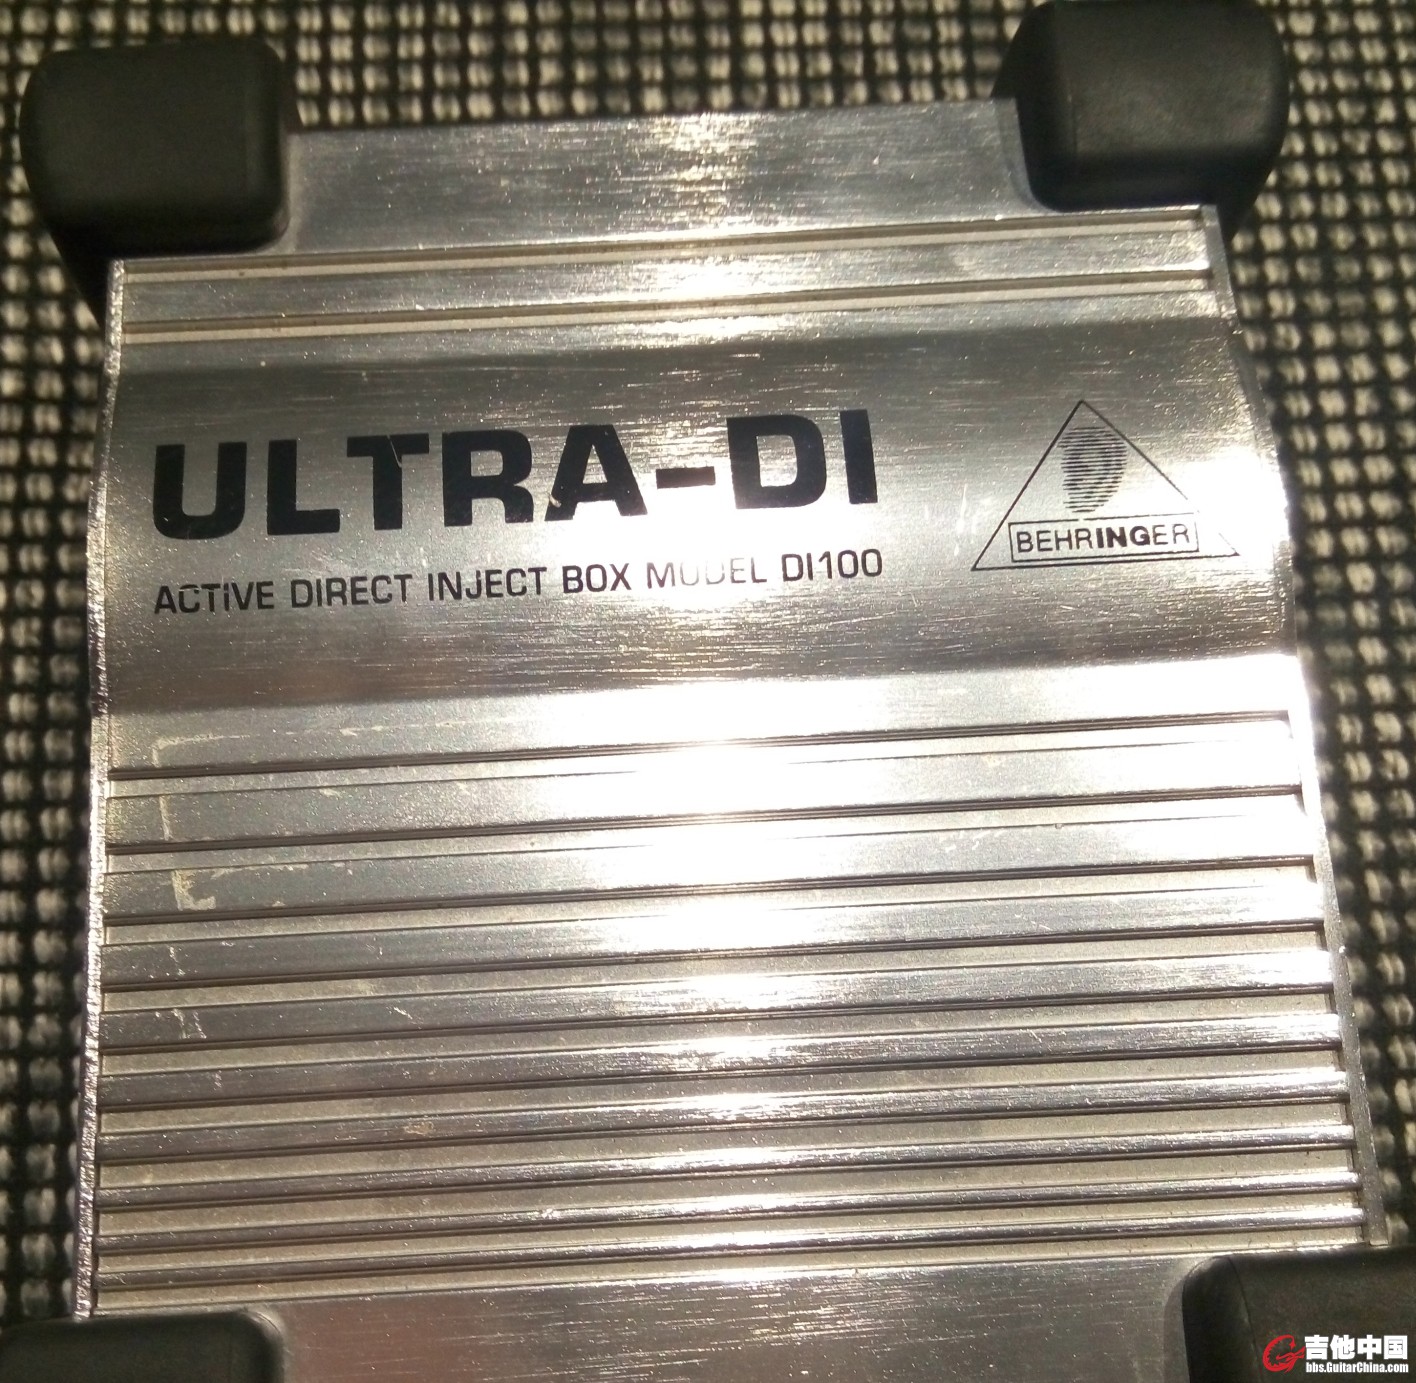 ULTRA-DI
ACTIVE DIRECT INJECT BOX MODEL DI100
BEHRINGER
吉他中国
bbs.GuitarChina.com